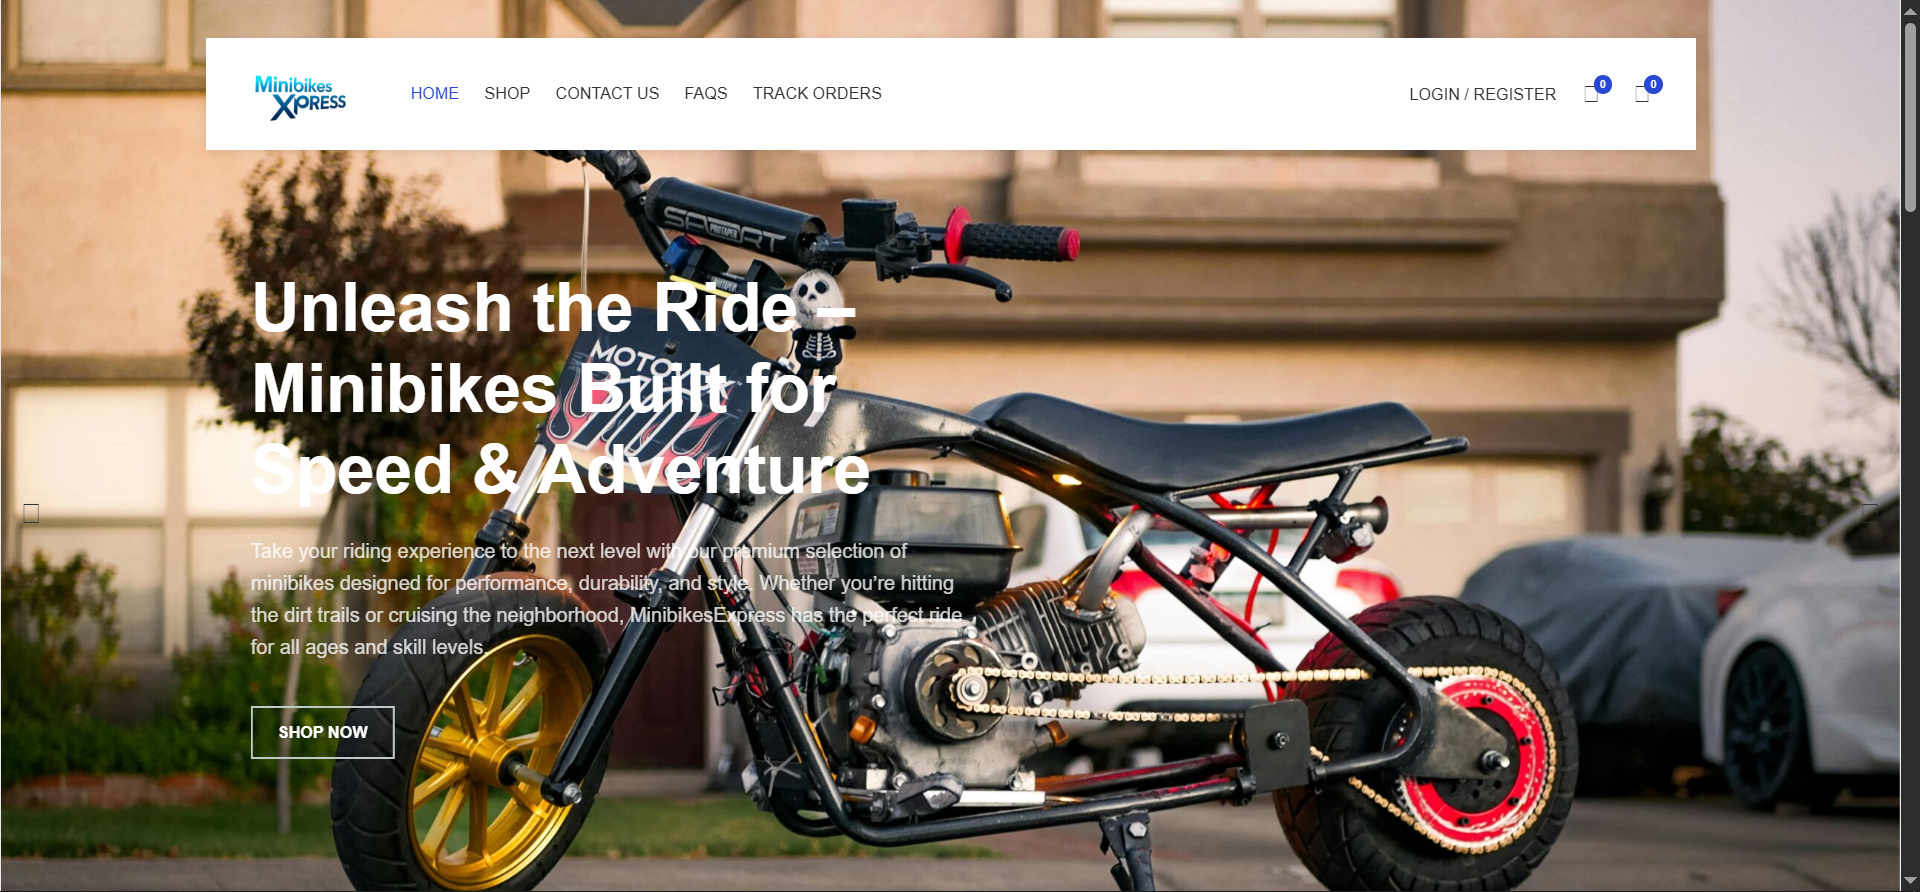 Minibikes
XPRESS
HOME
SHOP
CONTACT US
FAQS
TRACK ORDERS
LOGIN / REGISTER
0
0
SPORT
PROTAPER
MOTO
Unleash the Ride –
Minibikes Built for
Speed & Adventure
Take your riding experience to the next level with our premium selection of
minibikes designed for performance, durability, and style. Whether you're hitting
the dirt trails or cruising the neighborhood, MinibikesExpress has the perfect ride
for all ages and skill levels.
SHOP NOW